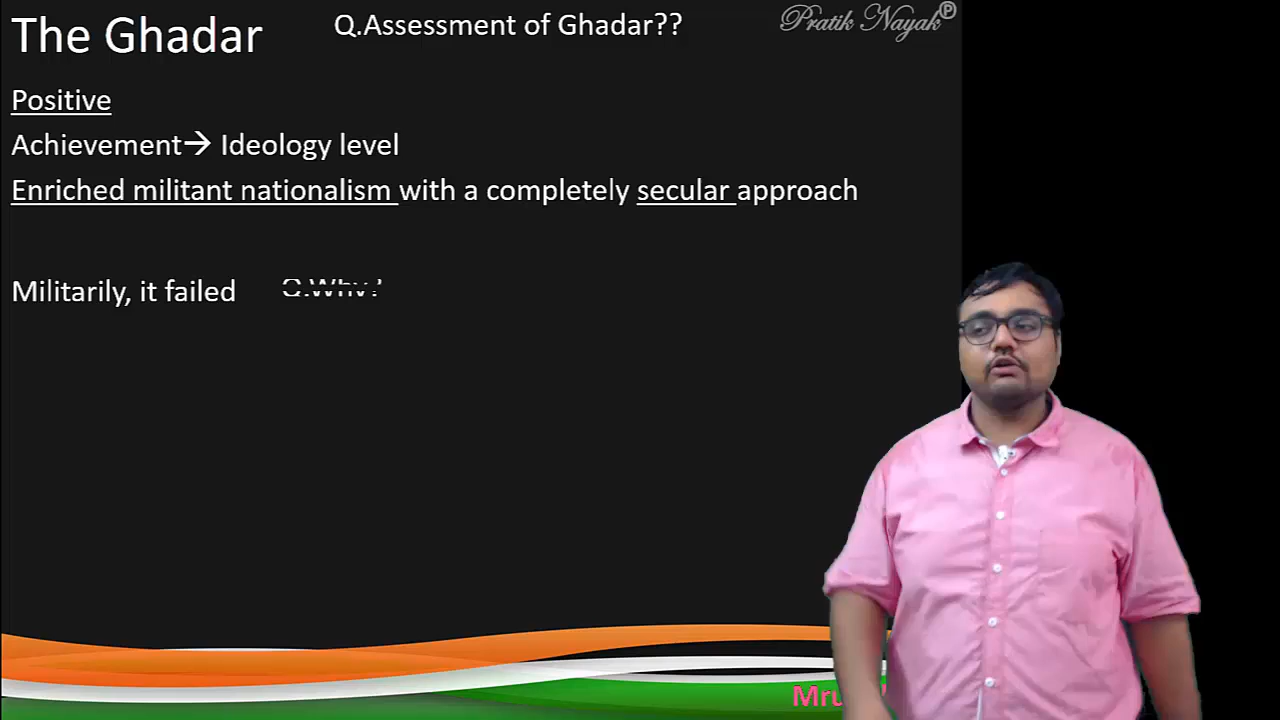 The Ghadar
Q.Assessment of Ghadar??
Pratik Nayak P
Positive
Achievement→ Ideology level
Enriched militant nationalism with a completely secular approach
Militarily, it failed
Q.Why?